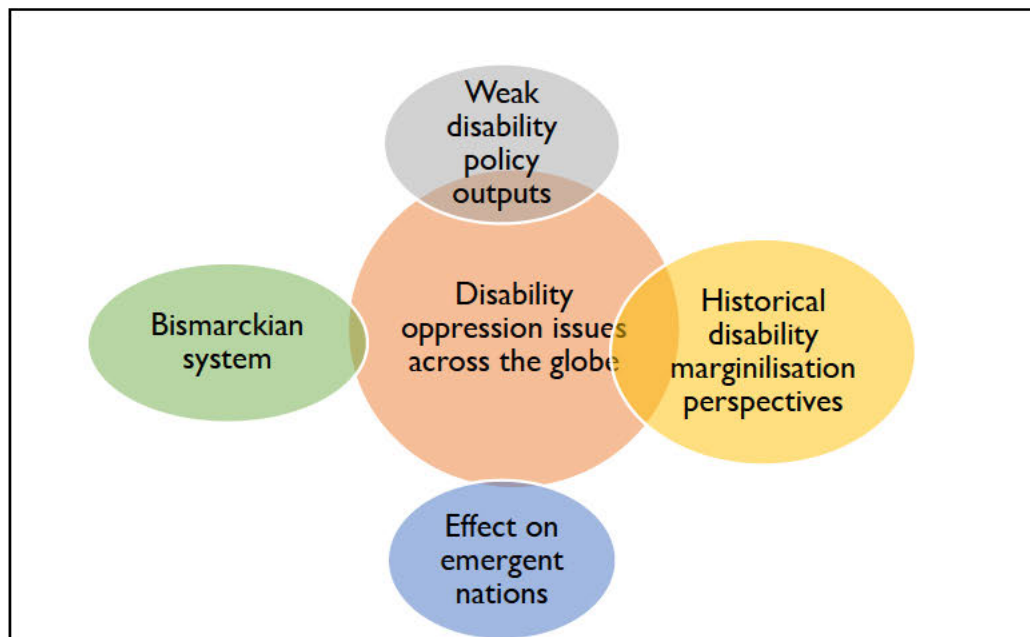 Weak
disability
policy
outputs
Bismarckian
system
Disability
oppression issues
across the globe
Historical
disability
marginilisation
perspectives
Effect on
emergent
nations